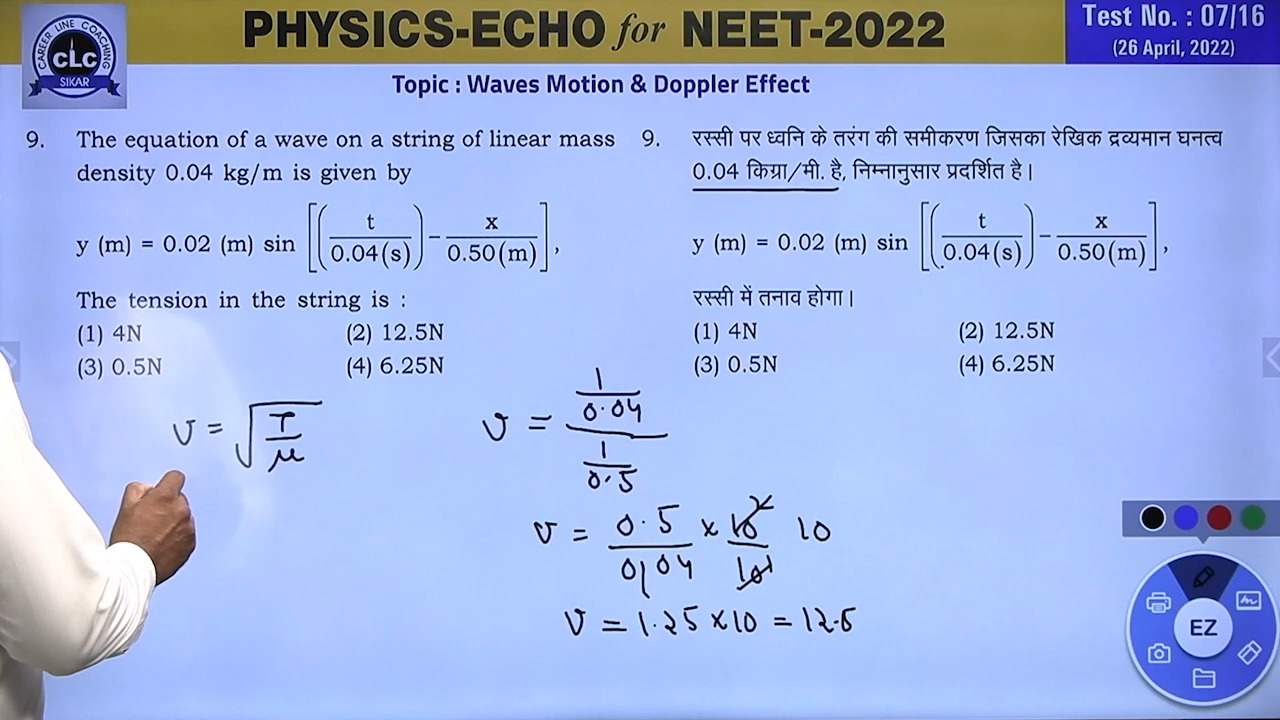 CAREER LINE COACHING
CLC
SIKAR
PHYSICS-ECHO for NEET-2022
Test No. : 07/16
(26 April, 2022)
Topic : Waves Motion & Doppler Effect
9. The equation of a wave on a string of linear mass
density 0.04 kg/m is given by
y (m) = 0.02 (m) sin [(t/0.04(s)) − x/0.50(m)],
The tension in the string is :
(1) 4N (2) 12.5N
(3) 0.5N (4) 6.25N
9. रस्सी पर ध्वनि के तरंग की समीकरण जिसका रेखिक द्रव्यमान घनत्व
0.04 किग्रा/मी. है, निम्नानुसार प्रदर्शित है।
y (m) = 0.02 (m) sin [(t/0.04(s)) − x/0.50(m)],
रस्सी में तनाव होगा।
(1) 4N (2) 12.5N
(3) 0.5N (4) 6.25N
v = √(T/μ)
v = (1/0.04)/(1/0.5)
v = 0.5/0.04 × 10²/10¹ 10
v = 1.25 × 10 = 12.5
EZ